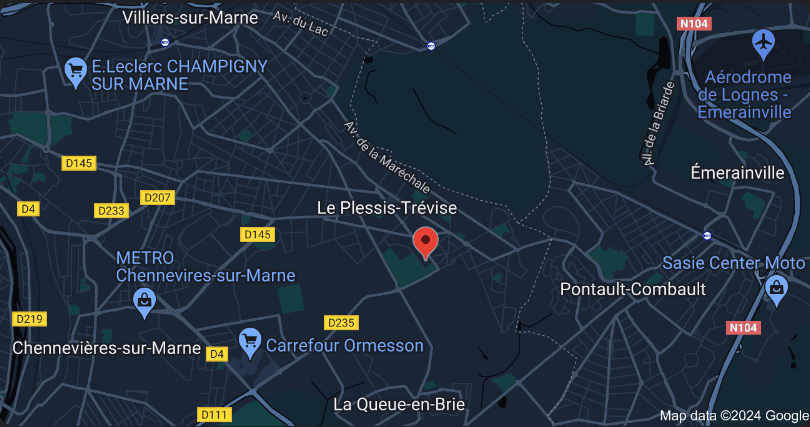 Villiers-sur-Marne
Av. du Lac
N104
E.Leclerc CHAMPIGNY
SUR MARNE
Aérodrome
de Lognes -
Emerainville
All. de la Briarde
Av. de la Maréchale
D145
Émerainville
D207
D4
D233
Le Plessis-Trévise
D145
METRO
Chennevires-sur-Marne
Sasie Center Moto
Pontault-Combault
D219
D235
N104
Chennevières-sur-Marne
D4
Carrefour Ormesson
La Queue-en-Brie
D111
Map data ©2024 Google